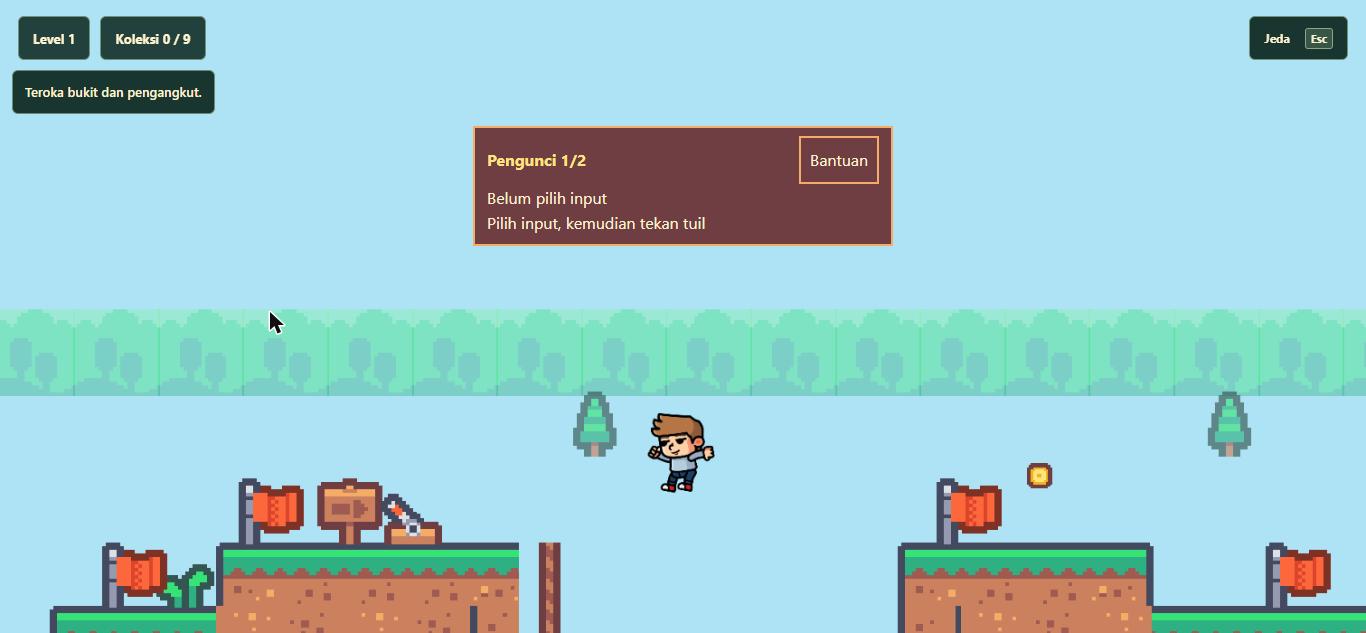 Level 1
Koleksi 0 / 9
Jeda Esc
Teroka bukit dan pengangkut.
Pengunci 1/2
Bantuan
Belum pilih input
Pilih input, kemudian tekan tuil